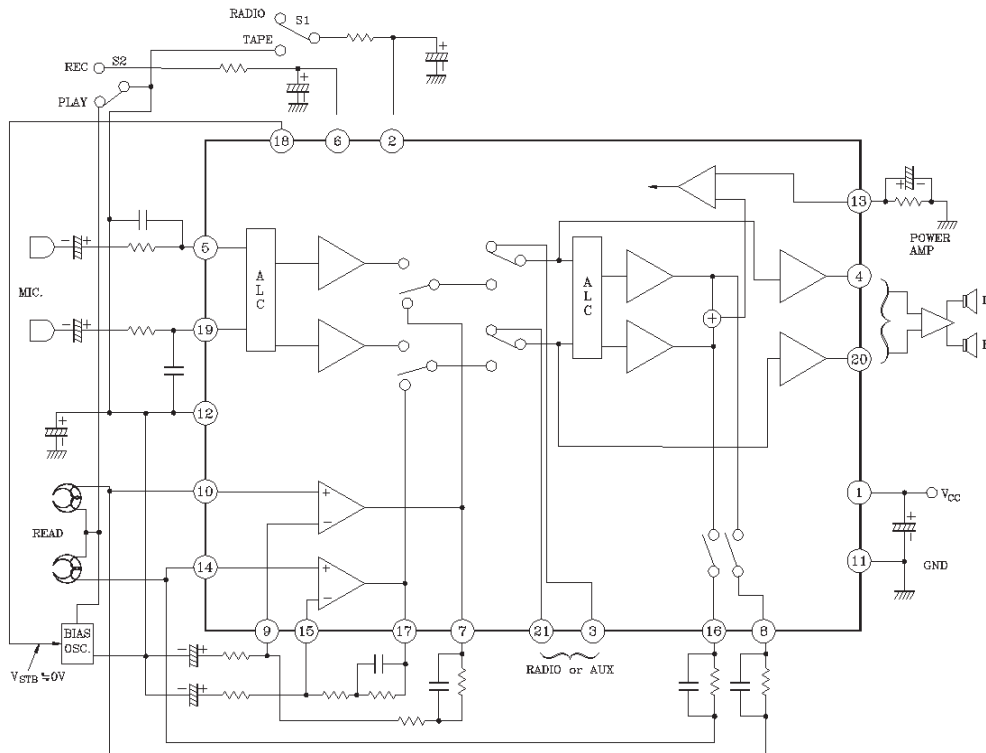 RADIO
S1
TAPE
REC
S2
PLAY
18
6
2
13
POWER
AMP
5
A
L
C
A
L
C
4
MIC.
19
20
12
10
1
VCC
READ
14
11
GND
BIAS
OSC.
9
15
17
7
21
3
16
8
VSTB ≒0V
RADIO or AUX